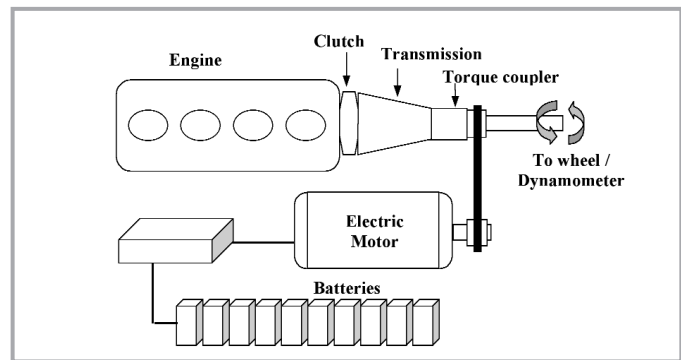 Clutch
Engine
Transmission
Torque coupler
To wheel /
Dynamometer
Electric
Motor
Batteries